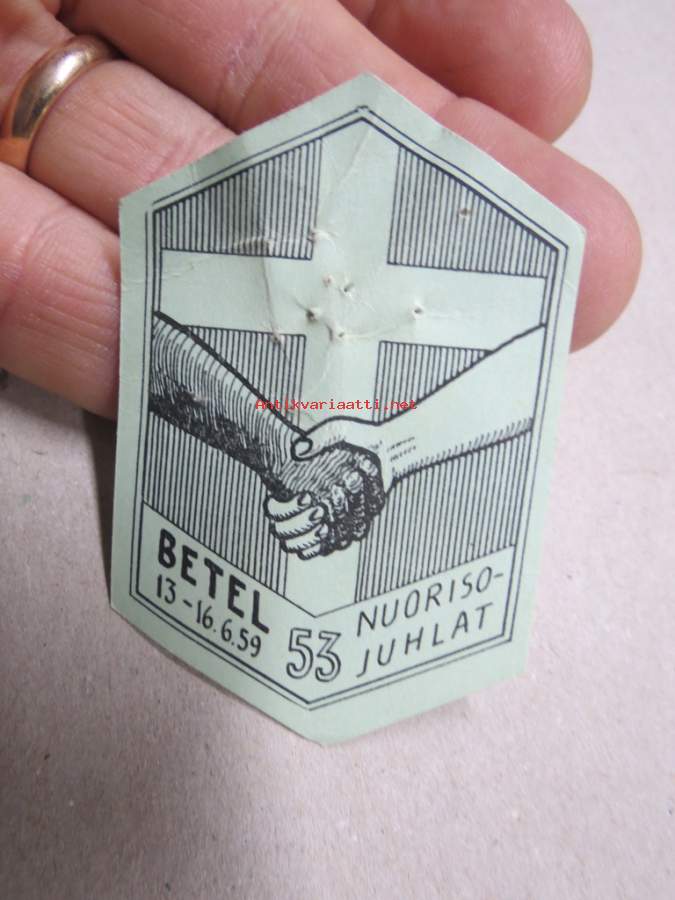 Antikvariaatti.net
BETEL
13-16.6.59
53
NUORISO-
JUHLAT